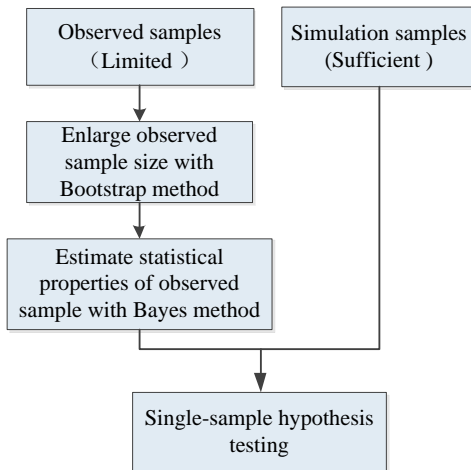 Observed samples
（Limited ）
Simulation samples
(Sufficient )
Enlarge observed
sample size with
Bootstrap method
Estimate statistical
properties of observed
sample with Bayes method
Single-sample hypothesis
testing